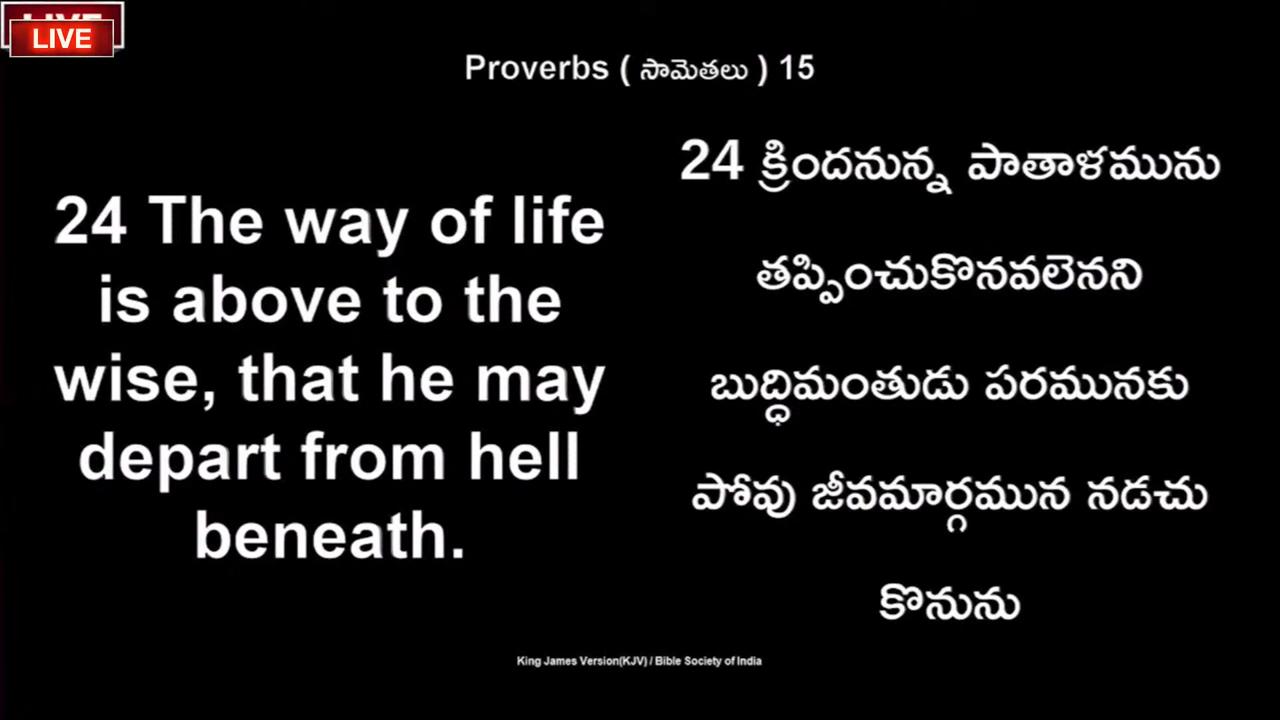 LIVE
Proverbs ( సామెతలు ) 15
24 The way of life
is above to the
wise, that he may
depart from hell
beneath.
24 క్రిందనున్న పాతాళమును
తప్పించుకొనవలెనని
బుద్ధిమంతుడు పరమునకు
పోవు జీవమార్గమున నడచు
కొనును
King James Version(KJV) / Bible Society of India